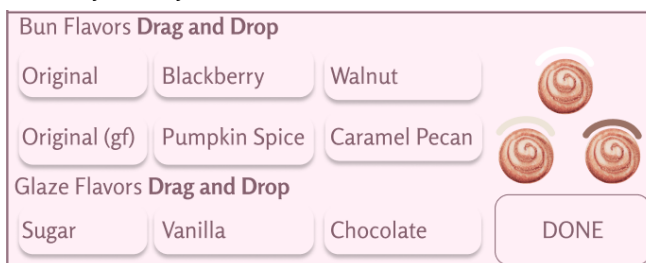 Bun Flavors Drag and Drop
Original Blackberry Walnut
Original (gf) Pumpkin Spice Caramel Pecan
Glaze Flavors Drag and Drop
Sugar Vanilla Chocolate
DONE